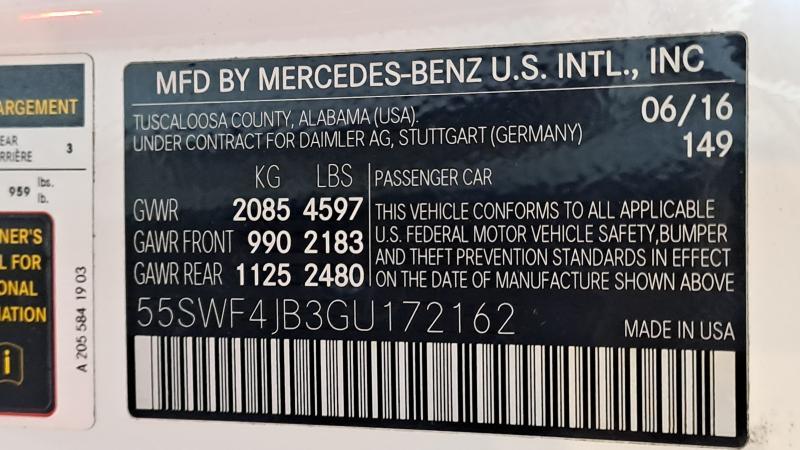 ARGEMENT
EAR
RRIÈRE 3
959 lbs.
lb.
NER'S
L FOR
ONAL
ATION
i
A 205 584 19 03
MFD BY MERCEDES-BENZ U.S. INTL., INC
TUSCALOOSA COUNTY, ALABAMA (USA). 06/16
UNDER CONTRACT FOR DAIMLER AG, STUTTGART (GERMANY) 149
KG LBS
GVWR 2085 4597
GAWR FRONT 990 2183
GAWR REAR 1125 2480
PASSENGER CAR
THIS VEHICLE CONFORMS TO ALL APPLICABLE
U.S. FEDERAL MOTOR VEHICLE SAFETY,BUMPER
AND THEFT PREVENTION STANDARDS IN EFFECT
ON THE DATE OF MANUFACTURE SHOWN ABOVE
55SWF4JB3GU172162
MADE IN USA